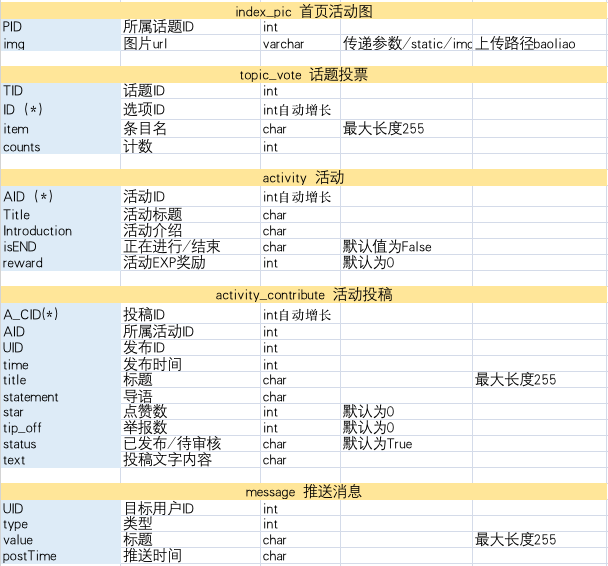 index_pic 首页活动图
PID 所属话题ID int
img 图片url varchar 传递参数/static/imc 上传路径baoliao
topic_vote 话题投票
TID 话题ID int
ID (*) 选项ID int自动增长
item 条目名 char 最大长度255
counts 计数 int
activity 活动
AID (*) 活动ID int自动增长
Title 活动标题 char
Introduction 活动介绍 char
isEND 正在进行/结束 char 默认值为False
reward 活动EXP奖励 int 默认为0
activity_contribute 活动投稿
A_CID(*) 投稿ID int自动增长
AID 所属活动ID int
UID 发布ID int
time 发布时间 int
title 标题 char 最大长度255
statement 导语 char
star 点赞数 int 默认为0
tip_off 举报数 int 默认为0
status 已发布/待审核 char 默认为True
text 投稿文字内容 char
message 推送消息
UID 目标用户ID int
type 类型 int
value 标题 char 最大长度255
postTime 推送时间 char